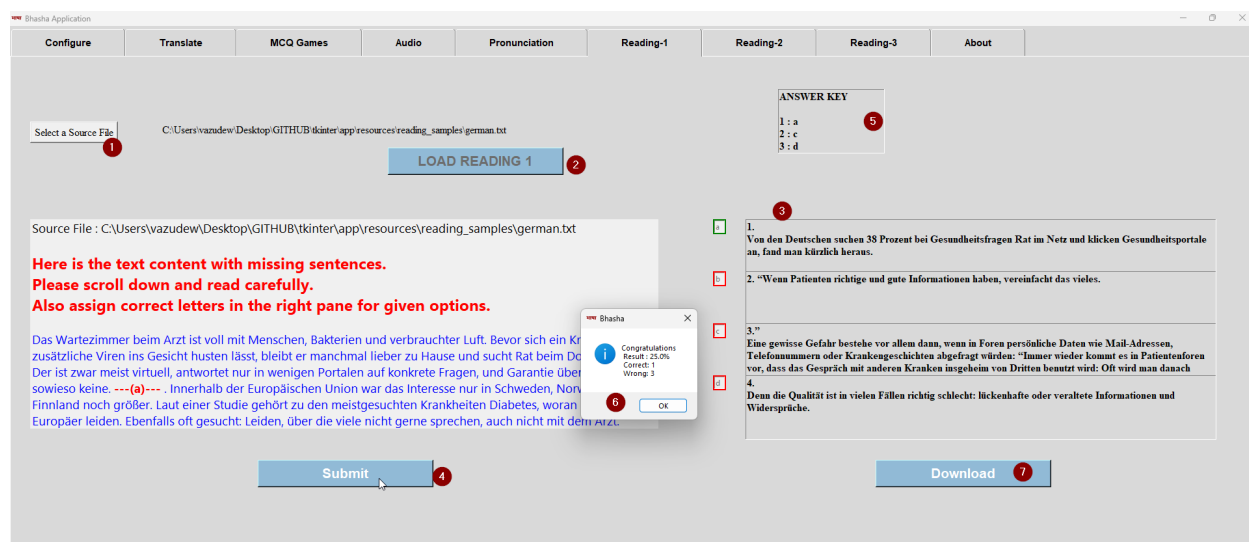 भाषा Bhasha Application
Configure Translate MCQ Games Audio Pronunciation Reading-1 Reading-2 Reading-3 About
ANSWER KEY
1 : a
2 : c
3 : d
5
Select a Source File
1
C:\Users\vazudew\Desktop\GITHUB\tkinter\app\resources\reading_samples\german.txt
LOAD READING 1
2
Source File : C:\Users\vazudew\Desktop\GITHUB\tkinter\app\resources\reading_samples\german.txt
Here is the text content with missing sentences.
Please scroll down and read carefully.
Also assign correct letters in the right pane for given options.
Das Wartezimmer beim Arzt ist voll mit Menschen, Bakterien und verbrauchter Luft. Bevor sich ein Kr
zusätzliche Viren ins Gesicht husten lässt, bleibt er manchmal lieber zu Hause und sucht Rat beim Do
Der ist zwar meist virtuell, antwortet nur in wenigen Portalen auf konkrete Fragen, und Garantie über
sowieso keine. ---(a)--- . Innerhalb der Europäischen Union war das Interesse nur in Schweden, Norv
Finnland noch größer. Laut einer Studie gehört zu den meistgesuchten Krankheiten Diabetes, woran
Europäer leiden. Ebenfalls oft gesucht: Leiden, über die viele nicht gerne sprechen, auch nicht mit dem Arzt.
भाषा Bhasha
Congratulations
Result : 25.0%
Correct: 1
Wrong: 3
6
OK
3
a
1.
Von den Deutschen suchen 38 Prozent bei Gesundheitsfragen Rat im Netz und klicken Gesundheitsportale
an, fand man kürzlich heraus.
b
2. “Wenn Patienten richtige und gute Informationen haben, vereinfacht das vieles.
c
3.”
Eine gewisse Gefahr bestehe vor allem dann, wenn in Foren persönliche Daten wie Mail-Adressen,
Telefonnummern oder Krankengeschichten abgefragt würden: “Immer wieder kommt es in Patientenforen
vor, dass das Gespräch mit anderen Kranken insgeheim von Dritten benutzt wird: Oft wird man danach
d
4.
Denn die Qualität ist in vielen Fällen richtig schlecht: lückenhafte oder veraltete Informationen und
Widersprüche.
Submit
4
Download
7